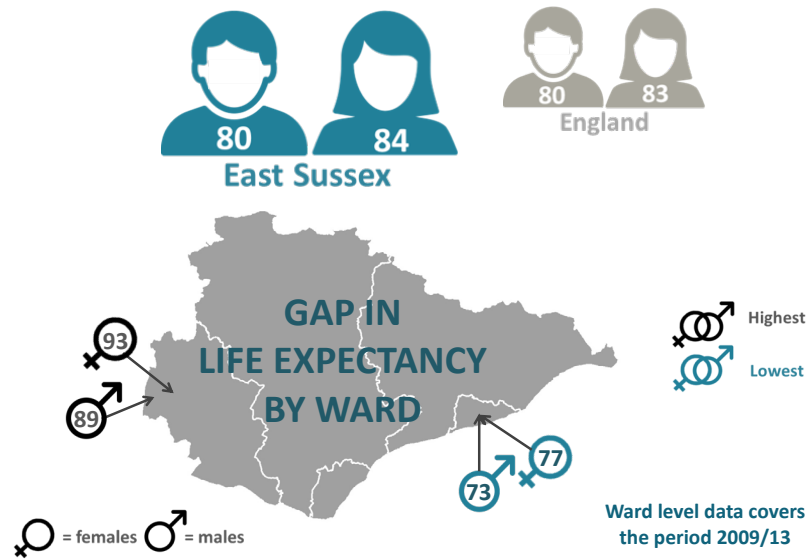 80
84
East Sussex
80
83
England
GAP IN
LIFE EXPECTANCY
BY WARD
93
89
77
73
Highest
Lowest
= females
= males
Ward level data covers
the period 2009/13